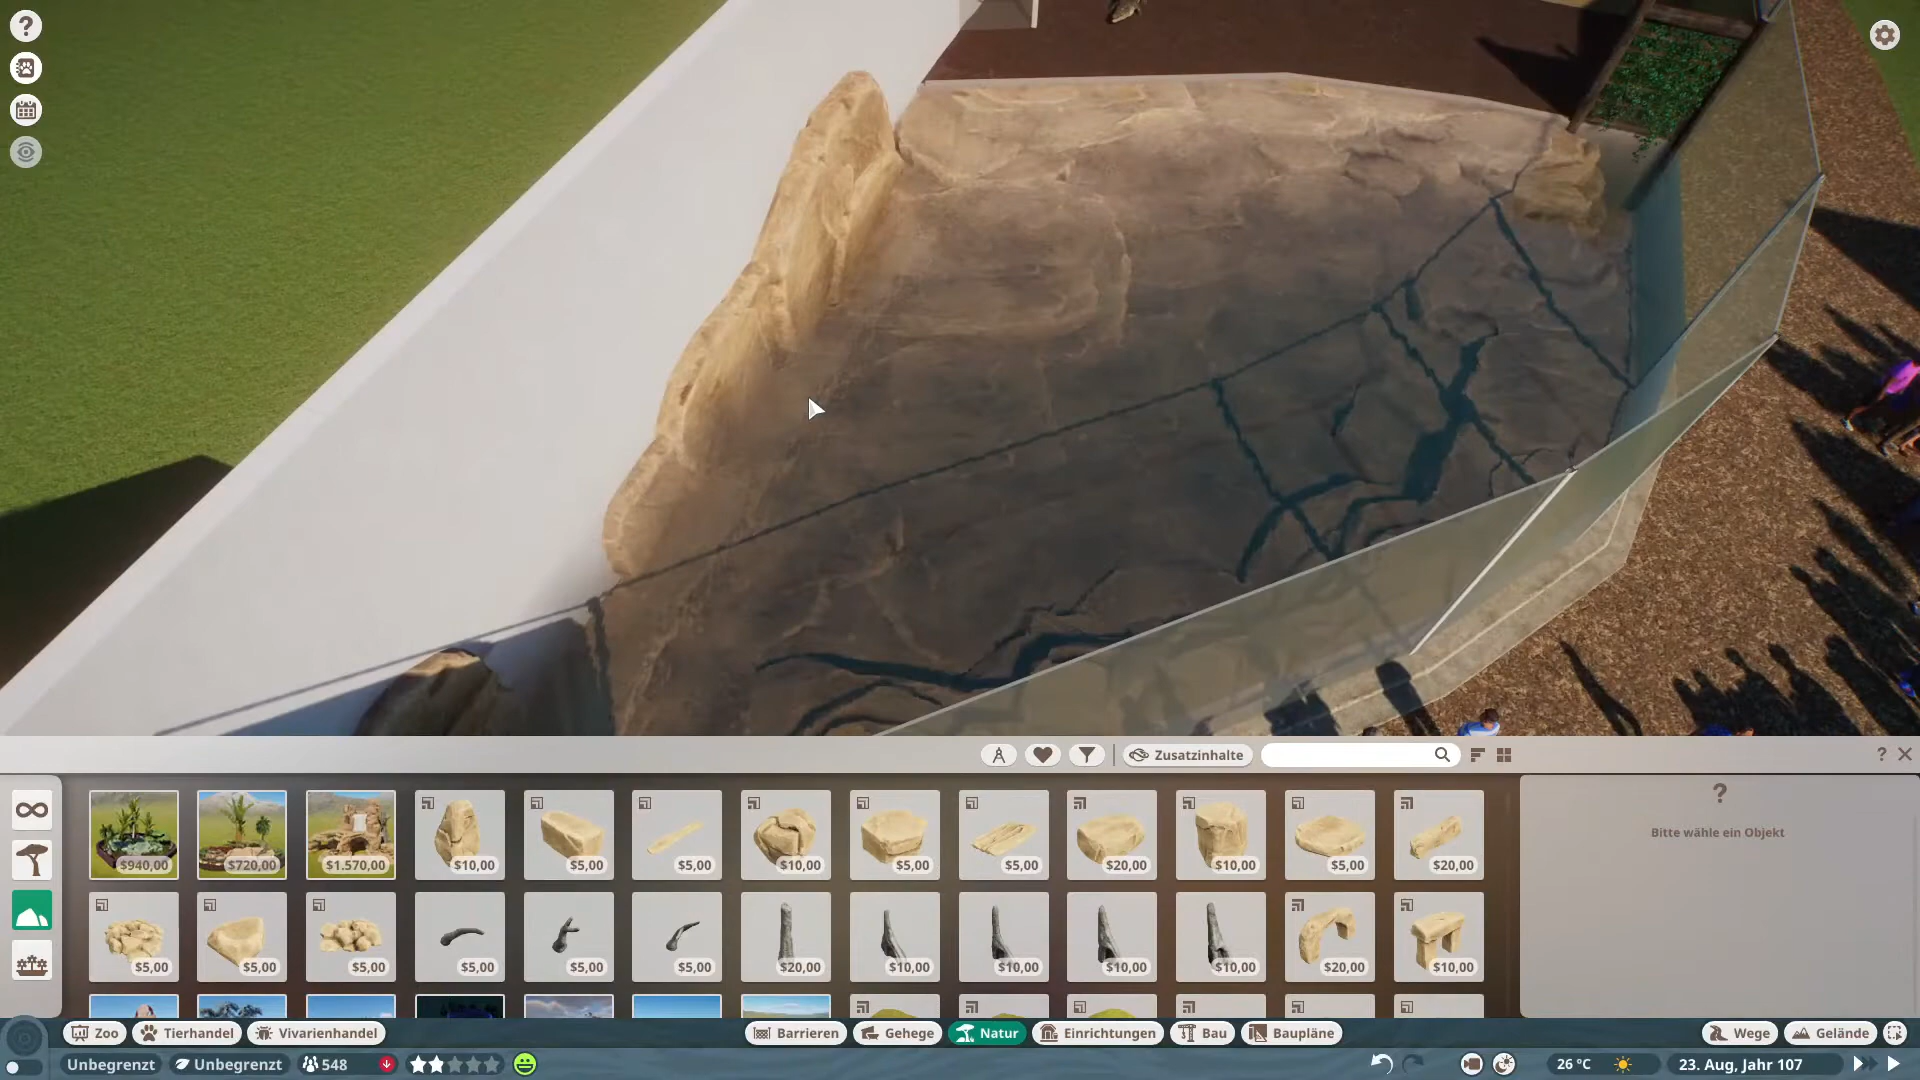 ?
Zusatzinhalte
?
$940,00 $720,00 $1.570,00 $10,00 $5,00 $5,00 $10,00 $5,00 $5,00 $20,00 $10,00 $5,00 $20,00
?
Bitte wähle ein Objekt
$5,00 $5,00 $5,00 $5,00 $5,00 $5,00 $20,00 $10,00 $10,00 $10,00 $10,00 $20,00 $10,00
Zoo Tierhandel Vivarienhandel Barrieren Gehege Natur Einrichtungen Bau Baupläne Wege Gelände
Unbegrenzt Unbegrenzt 548 26 °C 23. Aug, Jahr 107